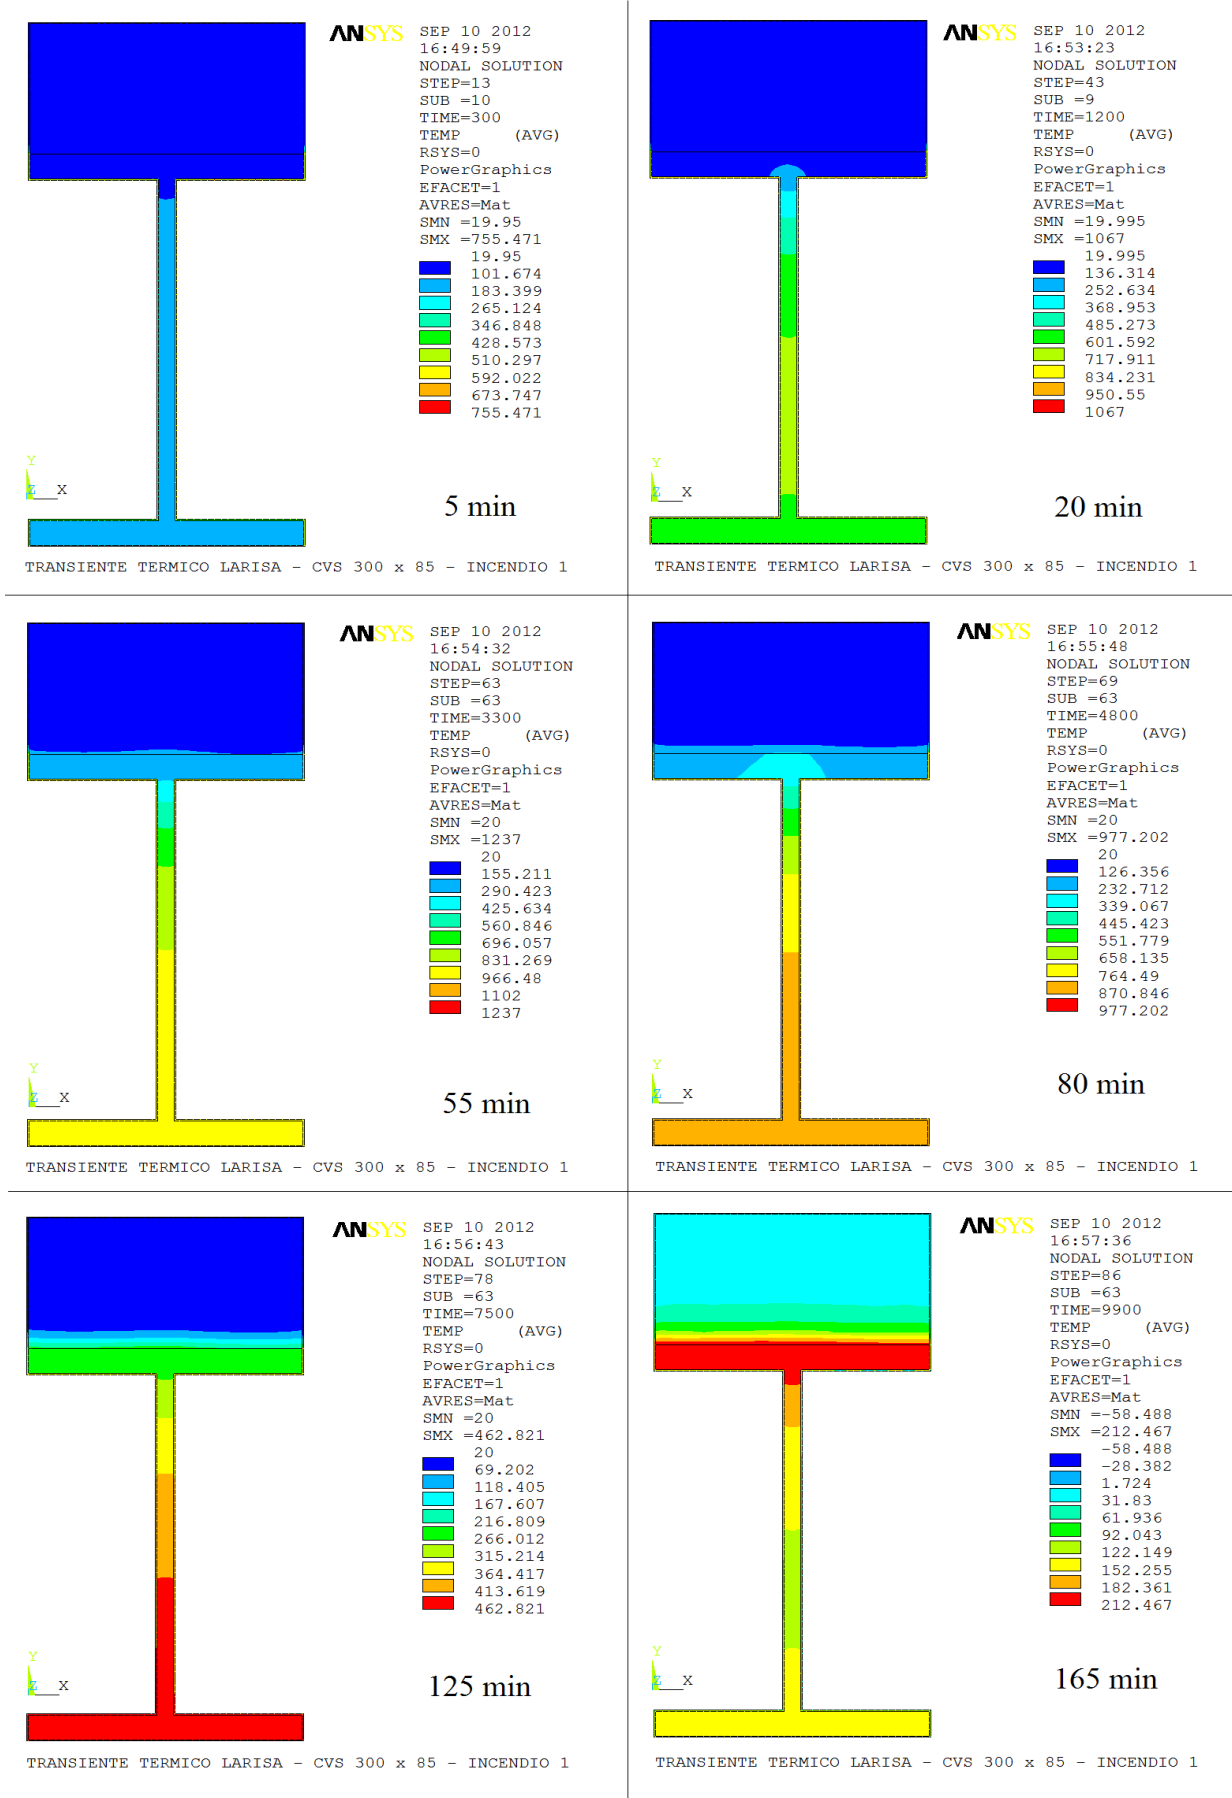 ANSYS
SEP 10 2012
16:49:59
NODAL SOLUTION
STEP=13
SUB =10
TIME=300
TEMP (AVG)
RSYS=0
PowerGraphics
EFACET=1
AVRES=Mat
SMN =19.95
SMX =755.471
19.95
101.674
183.399
265.124
346.848
428.573
510.297
592.022
673.747
755.471
Y
Z X
5 min
TRANSIENTE TERMICO LARISA - CVS 300 x 85 - INCENDIO 1
ANSYS
SEP 10 2012
16:53:23
NODAL SOLUTION
STEP=43
SUB =9
TIME=1200
TEMP (AVG)
RSYS=0
PowerGraphics
EFACET=1
AVRES=Mat
SMN =19.995
SMX =1067
19.995
136.314
252.634
368.953
485.273
601.592
717.911
834.231
950.55
1067
Y
Z X
20 min
TRANSIENTE TERMICO LARISA - CVS 300 x 85 - INCENDIO 1
ANSYS
SEP 10 2012
16:54:32
NODAL SOLUTION
STEP=63
SUB =63
TIME=3300
TEMP (AVG)
RSYS=0
PowerGraphics
EFACET=1
AVRES=Mat
SMN =20
SMX =1237
20
155.211
290.423
425.634
560.846
696.057
831.269
966.48
1102
1237
Y
Z X
55 min
TRANSIENTE TERMICO LARISA - CVS 300 x 85 - INCENDIO 1
ANSYS
SEP 10 2012
16:55:48
NODAL SOLUTION
STEP=69
SUB =63
TIME=4800
TEMP (AVG)
RSYS=0
PowerGraphics
EFACET=1
AVRES=Mat
SMN =20
SMX =977.202
20
126.356
232.712
339.067
445.423
551.779
658.135
764.49
870.846
977.202
Y
Z X
80 min
TRANSIENTE TERMICO LARISA - CVS 300 x 85 - INCENDIO 1
ANSYS
SEP 10 2012
16:56:43
NODAL SOLUTION
STEP=78
SUB =63
TIME=7500
TEMP (AVG)
RSYS=0
PowerGraphics
EFACET=1
AVRES=Mat
SMN =20
SMX =462.821
20
69.202
118.405
167.607
216.809
266.012
315.214
364.417
413.619
462.821
Y
Z X
125 min
TRANSIENTE TERMICO LARISA - CVS 300 x 85 - INCENDIO 1
ANSYS
SEP 10 2012
16:57:36
NODAL SOLUTION
STEP=86
SUB =63
TIME=9900
TEMP (AVG)
RSYS=0
PowerGraphics
EFACET=1
AVRES=Mat
SMN =-58.488
SMX =212.467
-58.488
-28.382
1.724
31.83
61.936
92.043
122.149
152.255
182.361
212.467
Y
Z X
165 min
TRANSIENTE TERMICO LARISA - CVS 300 x 85 - INCENDIO 1